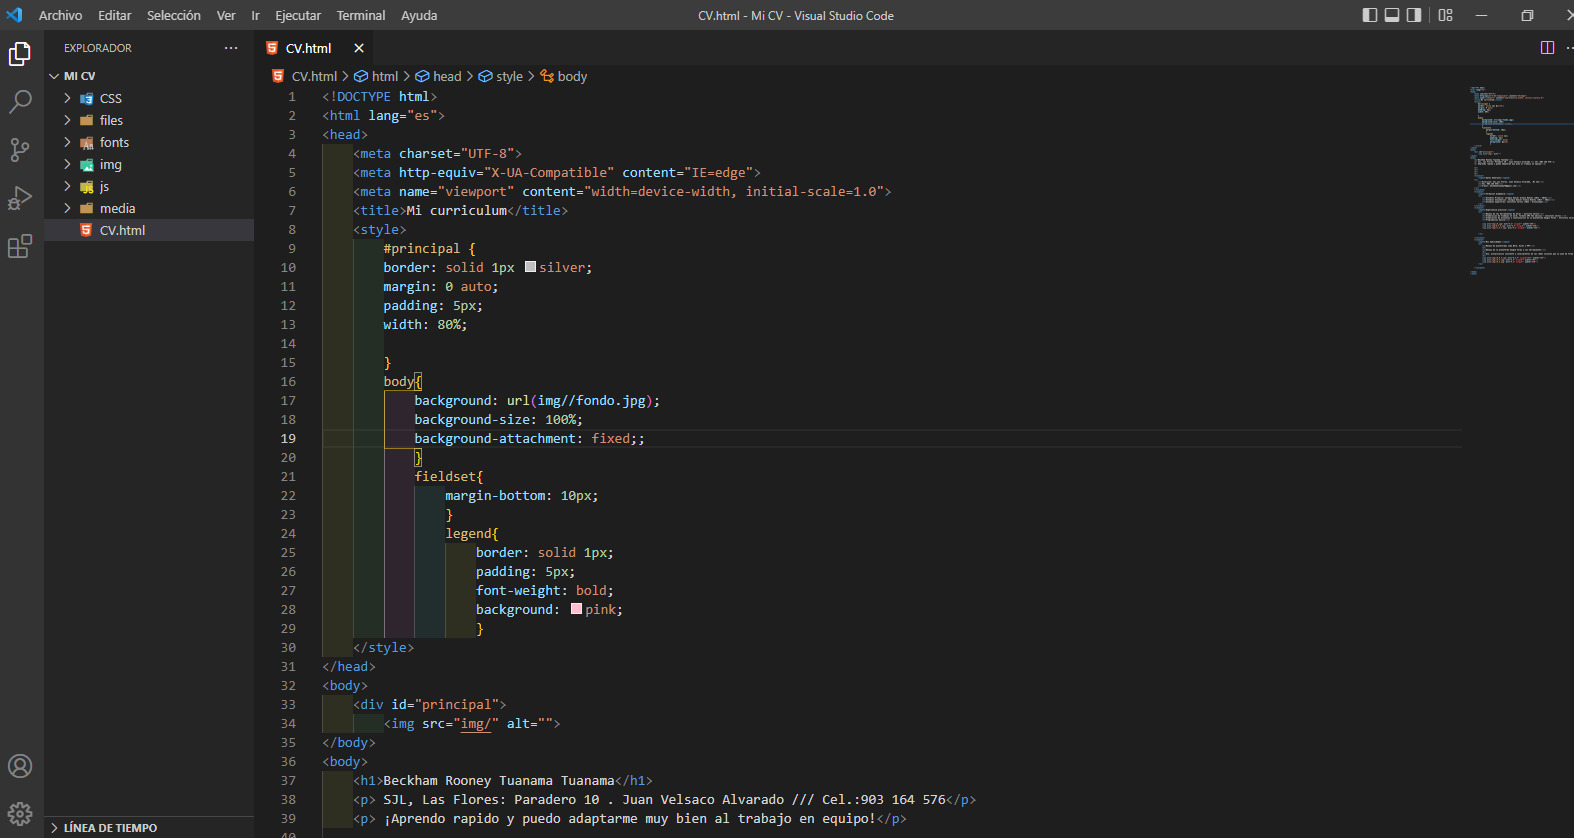 Archivo Editar Selección Ver Ir Ejecutar Terminal Ayuda
CV.html - Mi CV - Visual Studio Code
EXPLORADOR
MI CV
CSS
files
fonts
img
js
media
CV.html
LÍNEA DE TIEMPO
CV.html
CV.html > html > head > style > body
1 <!DOCTYPE html>
2 <html lang="es">
3 <head>
4 <meta charset="UTF-8">
5 <meta http-equiv="X-UA-Compatible" content="IE=edge">
6 <meta name="viewport" content="width=device-width, initial-scale=1.0">
7 <title>Mi curriculum</title>
8 <style>
9 #principal {
10 border: solid 1px silver;
11 margin: 0 auto;
12 padding: 5px;
13 width: 80%;
14
15 }
16 body{
17 background: url(img//fondo.jpg);
18 background-size: 100%;
19 background-attachment: fixed;;
20 }
21 fieldset{
22 margin-bottom: 10px;
23 }
24 legend{
25 border: solid 1px;
26 padding: 5px;
27 font-weight: bold;
28 background: pink;
29 }
30 </style>
31 </head>
32 <body>
33 <div id="principal">
34 <img src="img/" alt="">
35 </body>
36 <body>
37 <h1>Beckham Rooney Tuanama Tuanama</h1>
38 <p> SJL, Las Flores: Paradero 10 . Juan Velsaco Alvarado /// Cel.:903 164 576</p>
39 <p> ¡Aprendo rapido y puedo adaptarme muy bien al trabajo en equipo!</p>
40